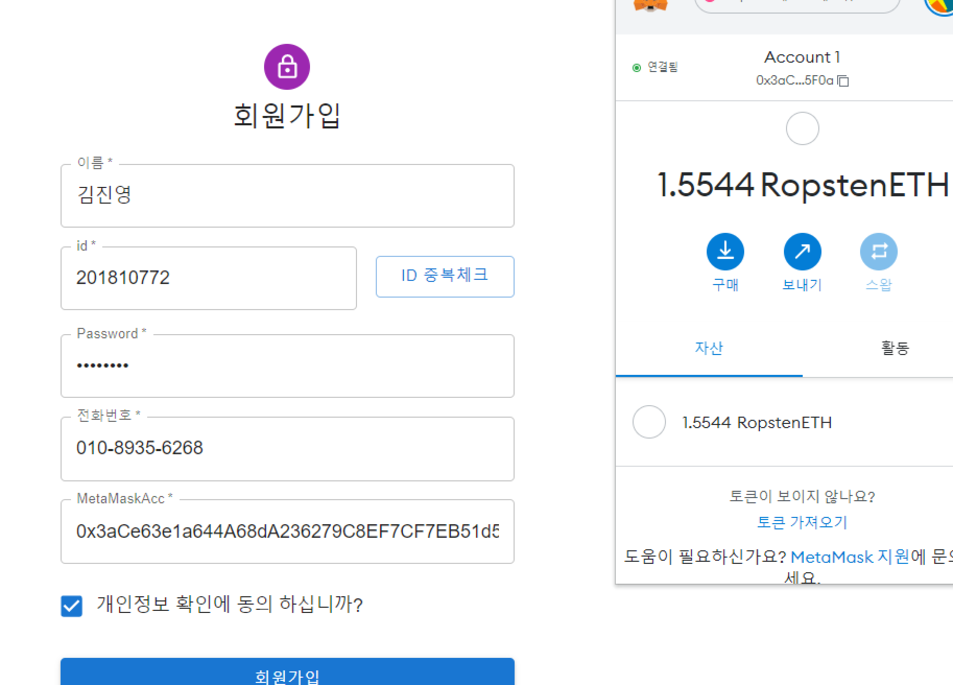 회원가입
이름 *
김진영
id *
201810772
ID 중복체크
Password *
••••••••
전화번호 *
010-8935-6268
MetaMaskAcc *
0x3aCe63e1a644A68dA236279C8EF7CF7EB51d5
개인정보 확인에 동의 하십니까?
회원가입
연결됨
Account 1
0x3aC...5F0a
1.5544 RopstenETH
구매
보내기
스왑
자산
활동
1.5544 RopstenETH
토큰이 보이지 않나요?
토큰 가져오기
도움이 필요하신가요? MetaMask 지원에 문의
세요.